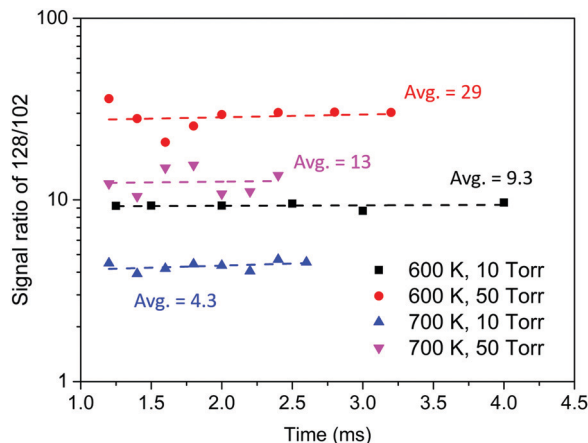 100
10
1
Signal ratio of 128/102
Avg. = 29
Avg. = 13
Avg. = 9.3
Avg. = 4.3
600 K, 10 Torr
600 K, 50 Torr
700 K, 10 Torr
700 K, 50 Torr
1.0 1.5 2.0 2.5 3.0 3.5 4.0 4.5
Time (ms)